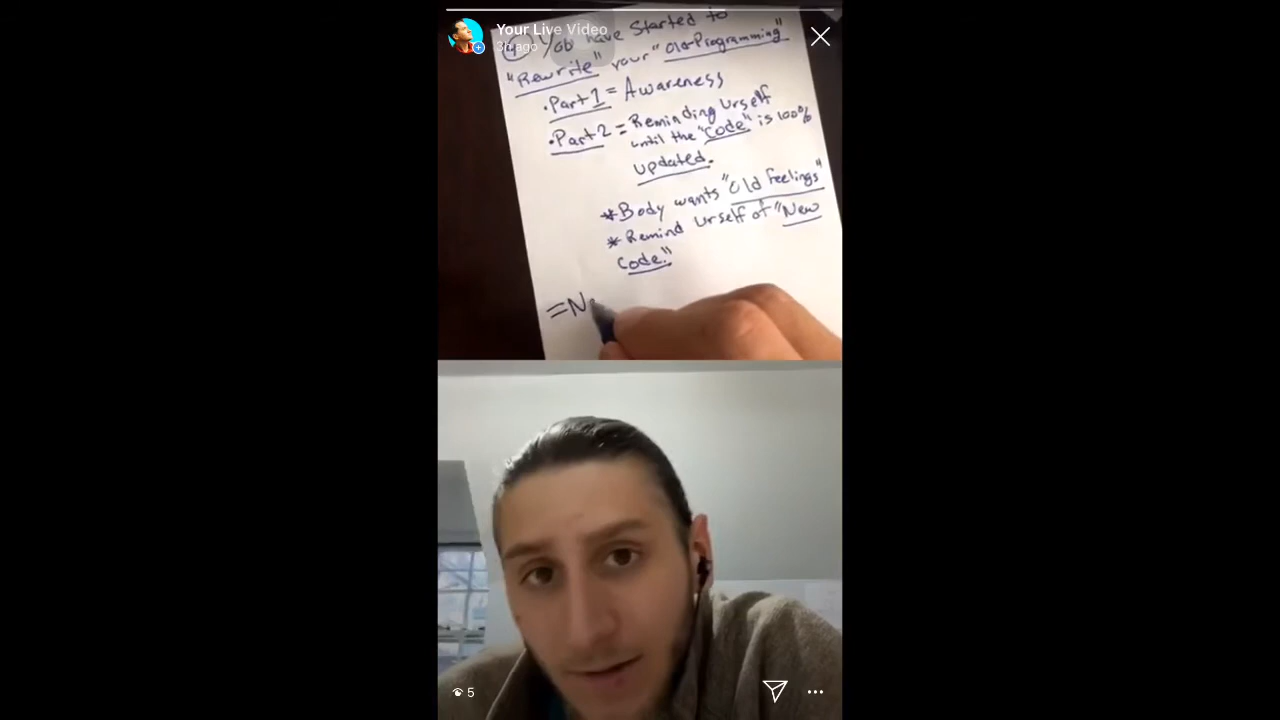 Your Live Video
3h ago
④ You have Started to
"Rewrite" your "Old Programming"
•Part 1 = Awareness
•Part 2 = Reminding Urself
until the "Code" is 100%
updated.
*Body wants "Old feelings"
*Remind Urself of "New
Code."
=N
5